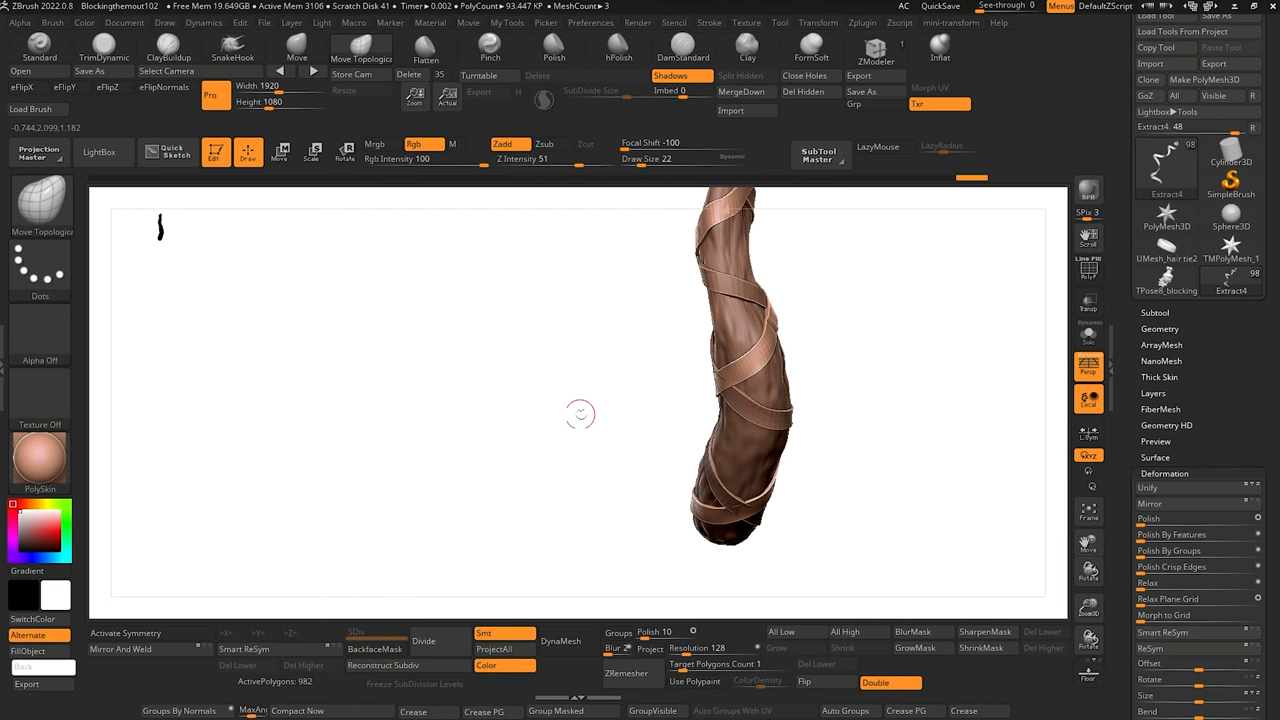 ZBrush 2022.0.8 Blockingthemout102 • Free Mem 19.649GB • Active Mem 3106 • Scratch Disk 41 • Timer▸0.002 • PolyCount▸93.447 KP • MeshCount▸3 AC QuickSave See-through 0 Menus DefaultZScript
Alpha Brush Color Document Draw Dynamics Edit File Layer Light Macro Marker Material Movie My Tools Picker Preferences Render Stencil Stroke Texture Tool Transform Zplugin Zscript mini-transform Help
Standard TrimDynamic ClayBuildup SnakeHook Move Move Topologica Flatten Pinch Polish hPolish DamStandard Clay FormSoft ZModeler 1 Inflat
Open Save As Select Camera Store Cam Delete 35 Turntable Delete Shadows Split Hidden Close Holes Export Morph UV
eFlipX eFlipY eFlipZ eFlipNormals Pro Width 1920 Resize Export H SubDivide Size Imbed 0 MergeDown Del Hidden Save As
Load Brush Height 1080 Zoom Actual Import Grp Txr
-0.744,2.099,1.182
Projection Master LightBox Quick Sketch Edit Draw Move Scale Rotate Mrgb Rgb M Zadd Zsub Zcut Focal Shift -100 SubTool Master LazyMouse LazyRadius
Rgb Intensity 100 Z Intensity 51 Draw Size 22 Dynamic
Move Topologica
Dots
Alpha Off
Texture Off
PolySkin
Gradient
SwitchColor
Alternate
FillObject
Back
Export
BPR
SPix 3
Scroll
Line Fill
PolyF
Transp
Dynamic
Solo
Persp
Local
L.Sym
XYZ
Frame
Move
Rotate
Zoom3D
Rotate
Floor
Load Tool Save As
Load Tools From Project
Copy Tool Paste Tool
Import Export
Clone Make PolyMesh3D
GoZ All Visible R
Lightbox▸Tools
Extract4. 48 R
98
Extract4 Cylinder3D
SimpleBrush
PolyMesh3D Sphere3D
UMesh_hair tie2 TMPolyMesh_1
98
TPose8_blocking Extract4
Subtool
Geometry
ArrayMesh
NanoMesh
Thick Skin
Layers
FiberMesh
Geometry HD
Preview
Surface
Deformation
Unify
Mirror
Polish
Polish By Features
Polish By Groups
Polish Crisp Edges
Relax
Relax Plane Grid
Morph to Grid
Smart ReSym
ReSym
Offset
Rotate
Size
Bend
Activate Symmetry >X< >Y< >Z< SDiv Divide Smt DynaMesh Groups Polish 10 All Low All High BlurMask SharpenMask Del Lower
Mirror And Weld Smart ReSym BackfaceMask ProjectAll Blur 2 Project Resolution 128 Grow Shrink GrowMask ShrinkMask Del Higher
Del Lower Del Higher Reconstruct Subdiv Color ZRemesher Target Polygons Count 1 Del Lower
ActivePolygons: 982 Freeze SubDivision Levels Use Polypaint ColorDensity Flip Double
Groups By Normals MaxAn Compact Now Crease Crease PG Group Masked GroupVisible Auto Groups With UV Auto Groups Crease PG Crease